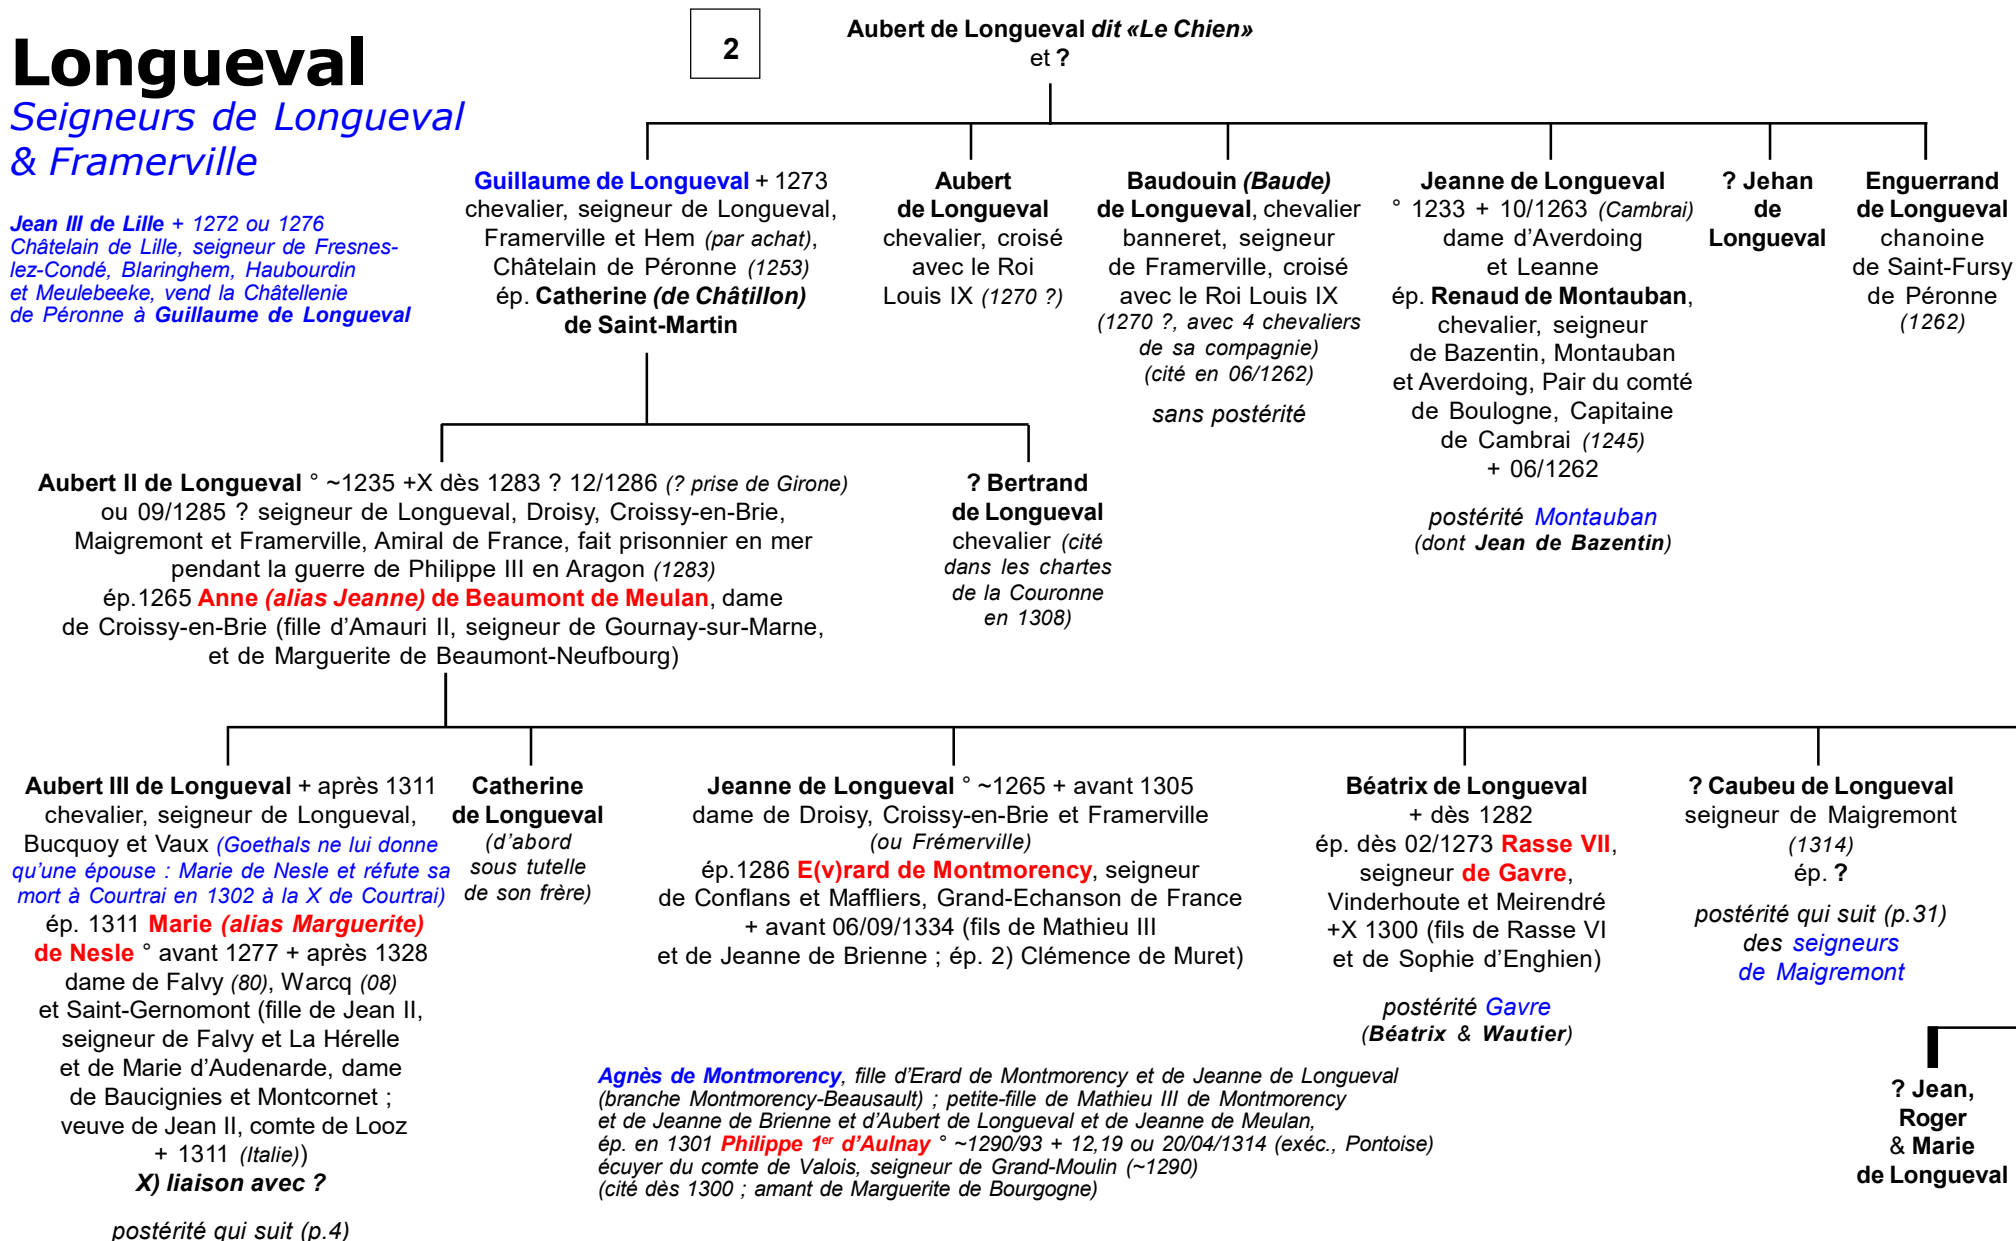 Longueval
Seigneurs de Longueval
& Framerville
Jean III de Lille + 1272 ou 1276
Châtelain de Lille, seigneur de Fresnes-
lez-Condé, Blaringhem, Haubourdin
et Meulebeeke, vend la Châtellenie
de Péronne à Guillaume de Longueval
2
Aubert de Longueval dit «Le Chien»
et ?
Guillaume de Longueval + 1273
chevalier, seigneur de Longueval,
Framerville et Hem (par achat),
Châtelain de Péronne (1253)
ép. Catherine (de Châtillon)
de Saint-Martin
Aubert
de Longueval
chevalier, croisé
avec le Roi
Louis IX (1270 ?)
Baudouin (Baude)
de Longueval, chevalier
banneret, seigneur
de Framerville, croisé
avec le Roi Louis IX
(1270 ?, avec 4 chevaliers
de sa compagnie)
(cité en 06/1262)
sans postérité
Jeanne de Longueval
° 1233 + 10/1263 (Cambrai)
dame d’Averdoing
et Leanne
ép. Renaud de Montauban,
chevalier, seigneur
de Bazentin, Montauban
et Averdoing, Pair du comté
de Boulogne, Capitaine
de Cambrai (1245)
+ 06/1262
postérité Montauban
(dont Jean de Bazentin)
? Jehan
de
Longueval
Enguerrand
de Longueval
chanoine
de Saint-Fursy
de Péronne
(1262)
Aubert II de Longueval ° ~1235 +X dès 1283 ? 12/1286 (? prise de Girone)
ou 09/1285 ? seigneur de Longueval, Droisy, Croissy-en-Brie,
Maigremont et Framerville, Amiral de France, fait prisonnier en mer
pendant la guerre de Philippe III en Aragon (1283)
ép.1265 Anne (alias Jeanne) de Beaumont de Meulan, dame
de Croissy-en-Brie (fille d’Amauri II, seigneur de Gournay-sur-Marne,
et de Marguerite de Beaumont-Neufbourg)
? Bertrand
de Longueval
chevalier (cité
dans les chartes
de la Couronne
en 1308)
Aubert III de Longueval + après 1311
chevalier, seigneur de Longueval,
Bucquoy et Vaux (Goethals ne lui donne
qu’une épouse : Marie de Nesle et réfute sa
mort à Courtrai en 1302 à la X de Courtrai)
ép. 1311 Marie (alias Marguerite)
de Nesle ° avant 1277 + après 1328
dame de Falvy (80), Warcq (08)
et Saint-Gernomont (fille de Jean II,
seigneur de Falvy et La Hérelle
et de Marie d’Audenarde, dame
de Baucignies et Montcornet ;
veuve de Jean II, comte de Looz
+ 1311 (Italie))
X) liaison avec ?
postérité qui suit (p.4)
Catherine
de Longueval
(d’abord
sous tutelle
de son frère)
Jeanne de Longueval ° ~1265 + avant 1305
dame de Droisy, Croissy-en-Brie et Framerville
(ou Frémerville)
ép.1286 E(v)rard de Montmorency, seigneur
de Conflans et Maffliers, Grand-Echanson de France
+ avant 06/09/1334 (fils de Mathieu III
et de Jeanne de Brienne ; ép. 2) Clémence de Muret)
Béatrix de Longueval
+ dès 1282
ép. dès 02/1273 Rasse VII,
seigneur de Gavre,
Vinderhoute et Meirendré
+X 1300 (fils de Rasse VI
et de Sophie d’Enghien)
postérité Gavre
(Béatrix & Wautier)
? Caubeu de Longueval
seigneur de Maigremont
(1314)
ép. ?
postérité qui suit (p.31)
des seigneurs
de Maigremont
Agnès de Montmorency, fille d’Erard de Montmorency et de Jeanne de Longueval
(branche Montmorency-Beausault) ; petite-fille de Mathieu III de Montmorency
et de Jeanne de Brienne et d’Aubert de Longueval et de Jeanne de Meulan,
ép. en 1301 Philippe 1er d’Aulnay ° ~1290/93 + 12,19 ou 20/04/1314 (exéc., Pontoise)
écuyer du comte de Valois, seigneur de Grand-Moulin (~1290)
(cité dès 1300 ; amant de Marguerite de Bourgogne)
? Jean,
Roger
& Marie
de Longueval